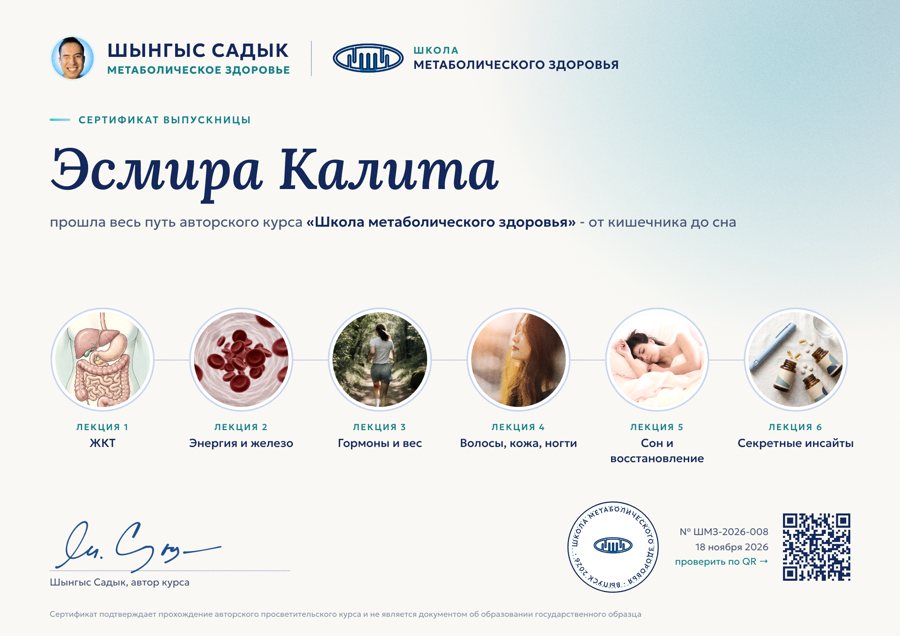 ШЫНГЫС САДЫК
МЕТАБОЛИЧЕСКОЕ ЗДОРОВЬЕ
ШКОЛА
МЕТАБОЛИЧЕСКОГО ЗДОРОВЬЯ
СЕРТИФИКАТ ВЫПУСКНИЦЫ
Эсмира Калита
прошла весь путь авторского курса «Школа метаболического здоровья» - от кишечника до сна
ЛЕКЦИЯ 1
ЖКТ
ЛЕКЦИЯ 2
Энергия и железо
ЛЕКЦИЯ 3
Гормоны и вес
ЛЕКЦИЯ 4
Волосы, кожа, ногти
ЛЕКЦИЯ 5
Сон и
восстановление
ЛЕКЦИЯ 6
Секретные инсайты
Шынгыс Садык, автор курса
ШКОЛА МЕТАБОЛИЧЕСКОГО ЗДОРОВЬЯ · ВЫПУСК 2026 ·
№ ШМЗ-2026-008
18 ноября 2026
проверить по QR →
Сертификат подтверждает прохождение авторского просветительского курса и не является документом об образовании государственного образца